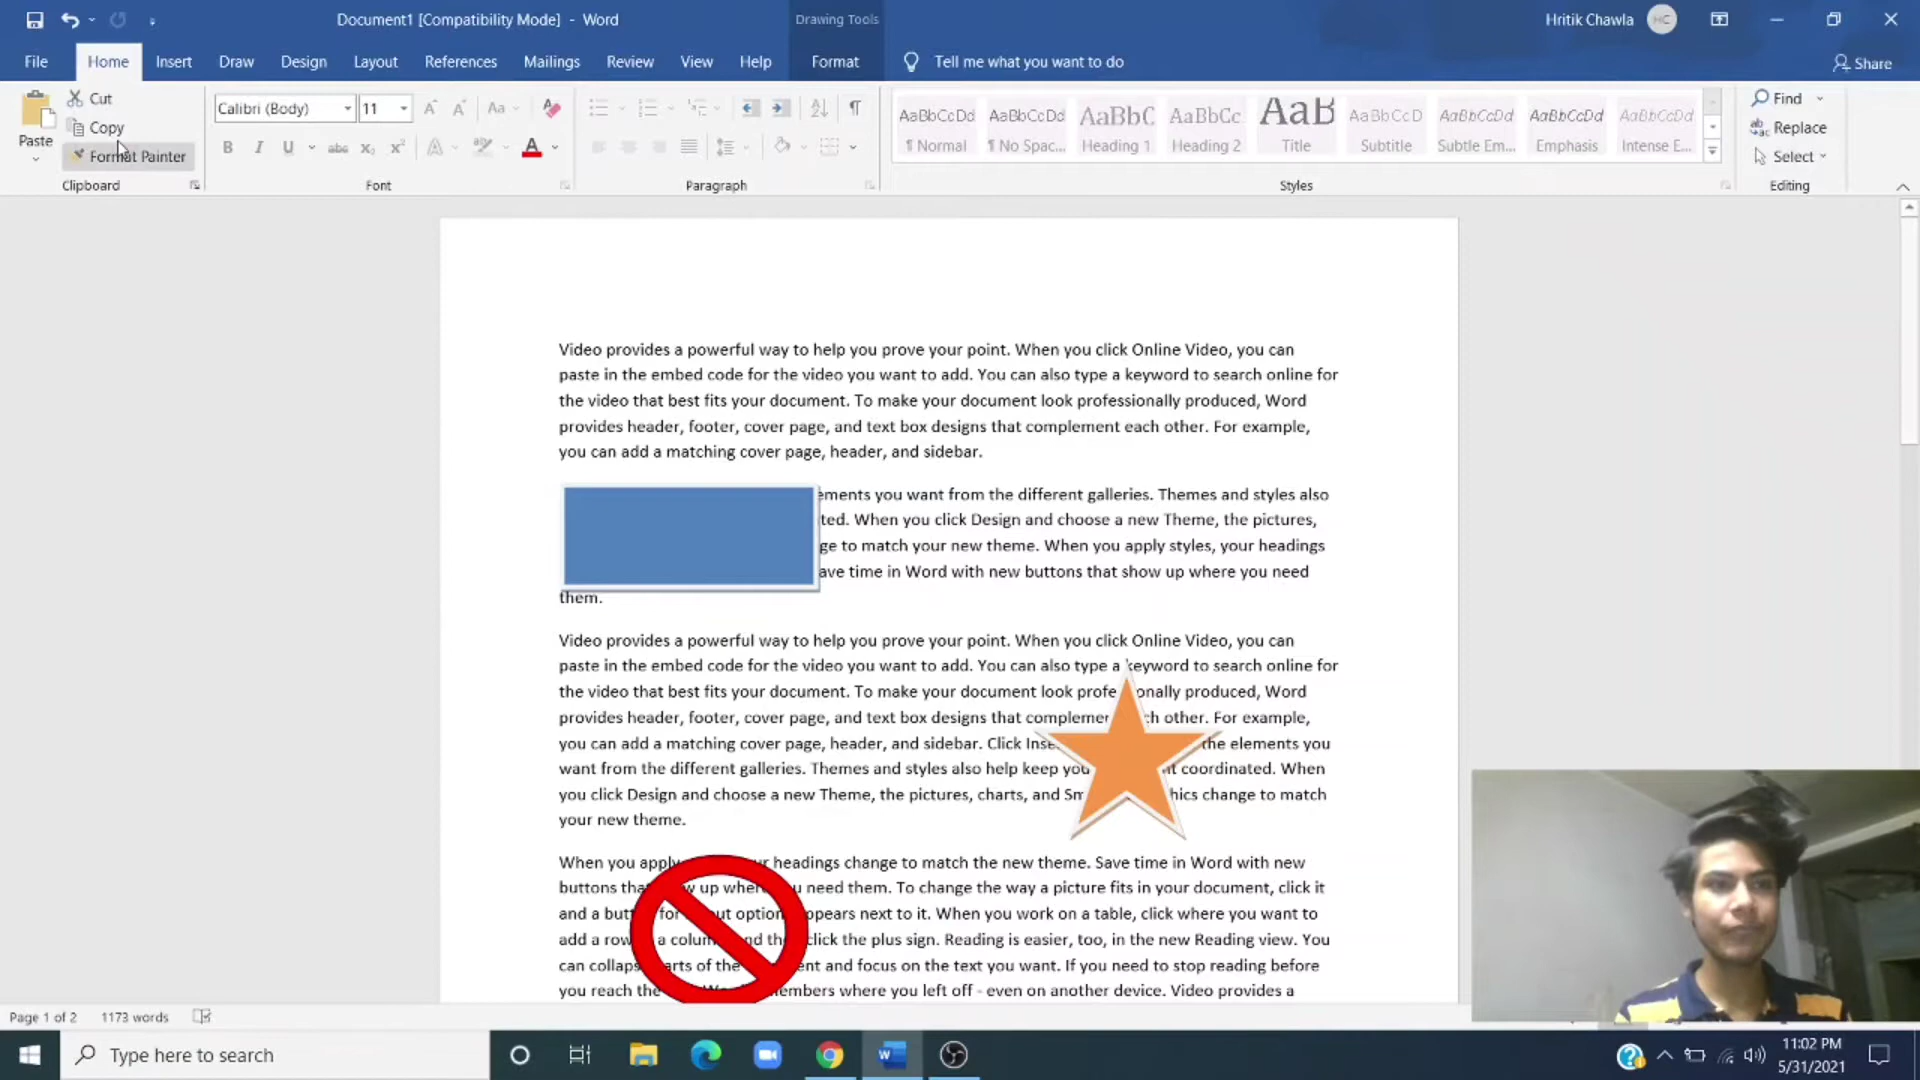 Document1 [Compatibility Mode] - Word
Drawing Tools
Hritik Chawla
HC
File
Home
Insert
Draw
Design
Layout
References
Mailings
Review
View
Help
Format
Tell me what you want to do
Share
Paste
Cut
Copy
Format Painter
Clipboard
Calibri (Body)
11
Aa
B I U abc x₂ x²
A
A
Font
Paragraph
AaBbCcDd
¶ Normal
AaBbCcDd
¶ No Spac...
AaBbC
Heading 1
AaBbCc
Heading 2
AaB
Title
AaBbCcD
Subtitle
AaBbCcDd
Subtle Em...
AaBbCcDd
Emphasis
AaBbCcDd
Intense E...
Styles
Find
Replace
Select
Editing
Video provides a powerful way to help you prove your point. When you click Online Video, you can
paste in the embed code for the video you want to add. You can also type a keyword to search online for
the video that best fits your document. To make your document look professionally produced, Word
provides header, footer, cover page, and text box designs that complement each other. For example,
you can add a matching cover page, header, and sidebar.
ements you want from the different galleries. Themes and styles also
ted. When you click Design and choose a new Theme, the pictures,
ge to match your new theme. When you apply styles, your headings
ave time in Word with new buttons that show up where you need
them.
Video provides a powerful way to help you prove your point. When you click Online Video, you can
paste in the embed code for the video you want to add. You can also type a keyword to search online for
the video that best fits your document. To make your document look profe onally produced, Word
provides header, footer, cover page, and text box designs that complemen ch other. For example,
you can add a matching cover page, header, and sidebar. Click Inse the elements you
want from the different galleries. Themes and styles also help keep you t coordinated. When
you click Design and choose a new Theme, the pictures, charts, and Sm hics change to match
your new theme.
When you apply r headings change to match the new theme. Save time in Word with new
buttons tha w up wher u need them. To change the way a picture fits in your document, click it
and a butt for out option ppears next to it. When you work on a table, click where you want to
add a row a colum nd the click the plus sign. Reading is easier, too, in the new Reading view. You
can collaps arts of the ent and focus on the text you want. If you need to stop reading before
you reach the members where you left off - even on another device. Video provides a
Page 1 of 2
1173 words
Type here to search
11:02 PM
5/31/2021